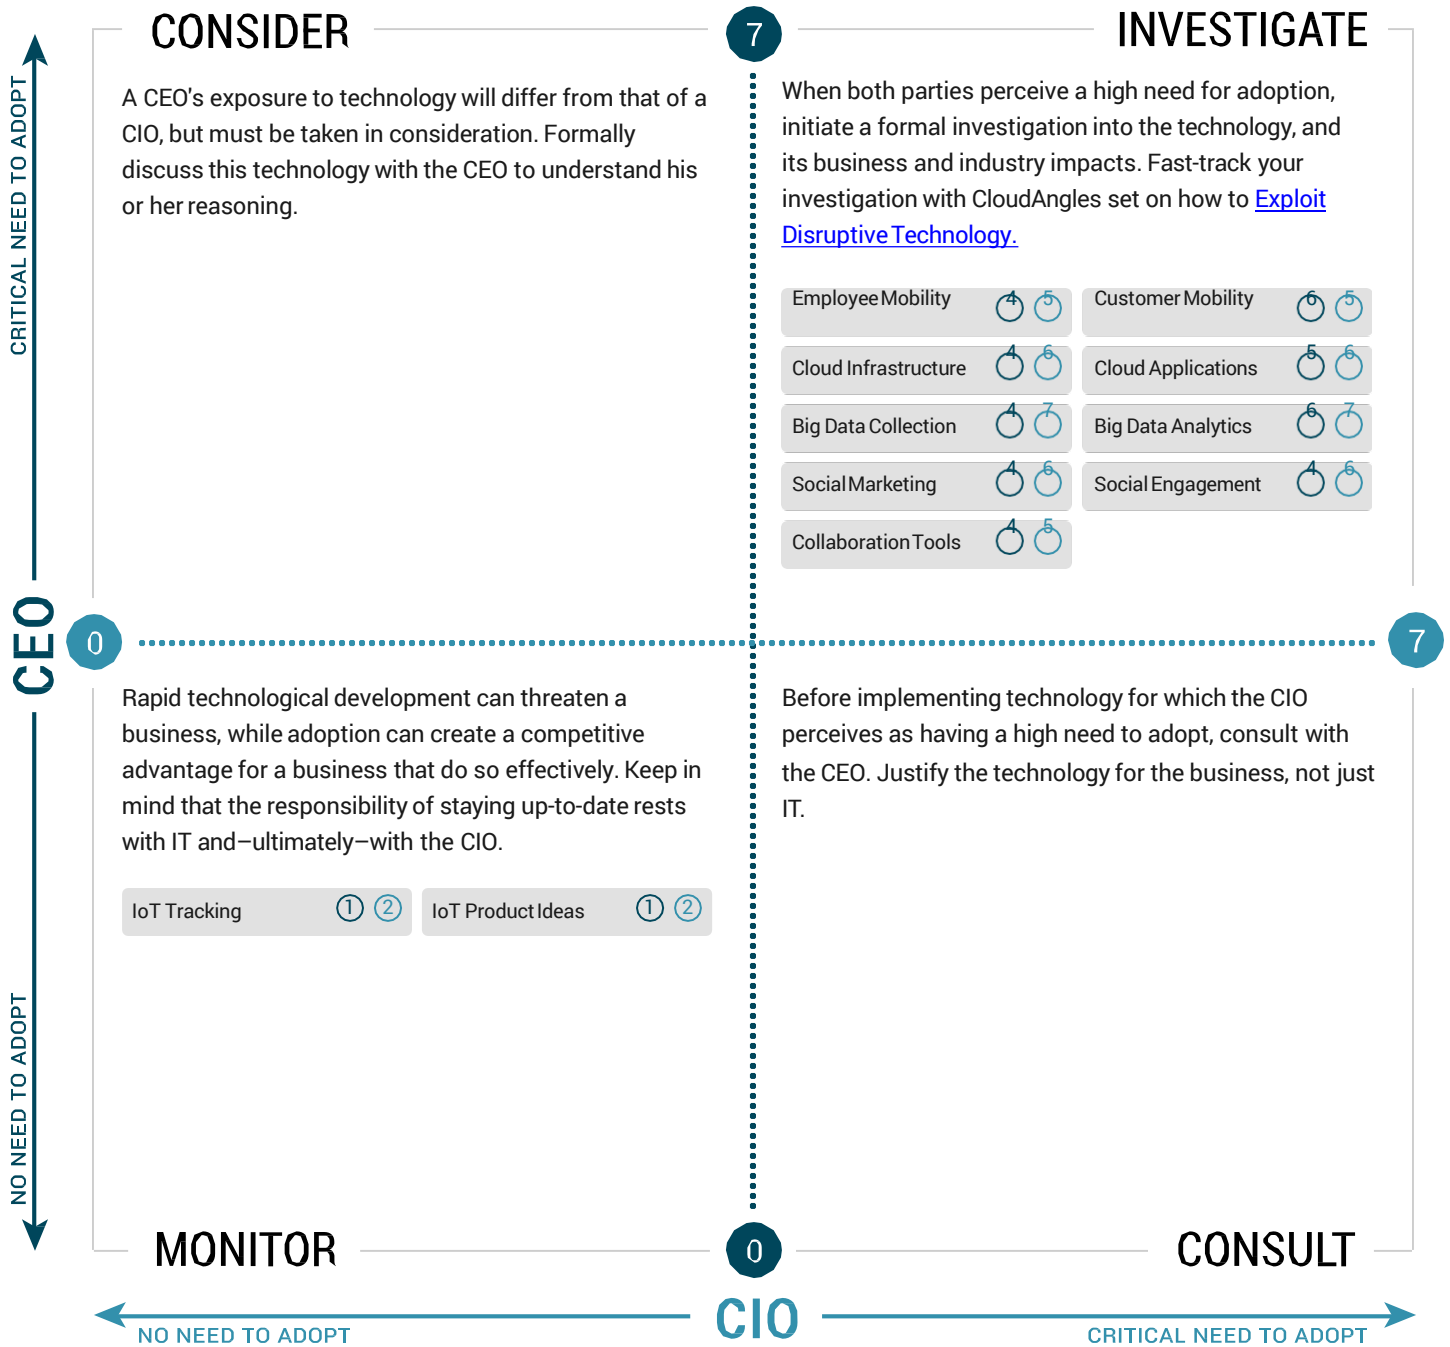 CONSIDER
7
INVESTIGATE
CRITICAL NEED TO ADOPT
A CEO's exposure to technology will differ from that of a
CIO, but must be taken in consideration. Formally
discuss this technology with the CEO to understand his
or her reasoning.
When both parties perceive a high need for adoption,
initiate a formal investigation into the technology, and
its business and industry impacts. Fast-track your
investigation with CloudAngles set on how to Exploit
Disruptive Technology.
Employee Mobility 4 5
Customer Mobility 6 5
Cloud Infrastructure 4 6
Cloud Applications 5 6
Big Data Collection 4 7
Big Data Analytics 6 7
Social Marketing 4 6
Social Engagement 4 6
Collaboration Tools 4 5
CEO
0
7
Rapid technological development can threaten a
business, while adoption can create a competitive
advantage for a business that do so effectively. Keep in
mind that the responsibility of staying up-to-date rests
with IT and–ultimately–with the CIO.
IoT Tracking 1 2
IoT Product Ideas 1 2
Before implementing technology for which the CIO
perceives as having a high need to adopt, consult with
the CEO. Justify the technology for the business, not just
IT.
NO NEED TO ADOPT
MONITOR
0
CONSULT
CIO
NO NEED TO ADOPT
CRITICAL NEED TO ADOPT